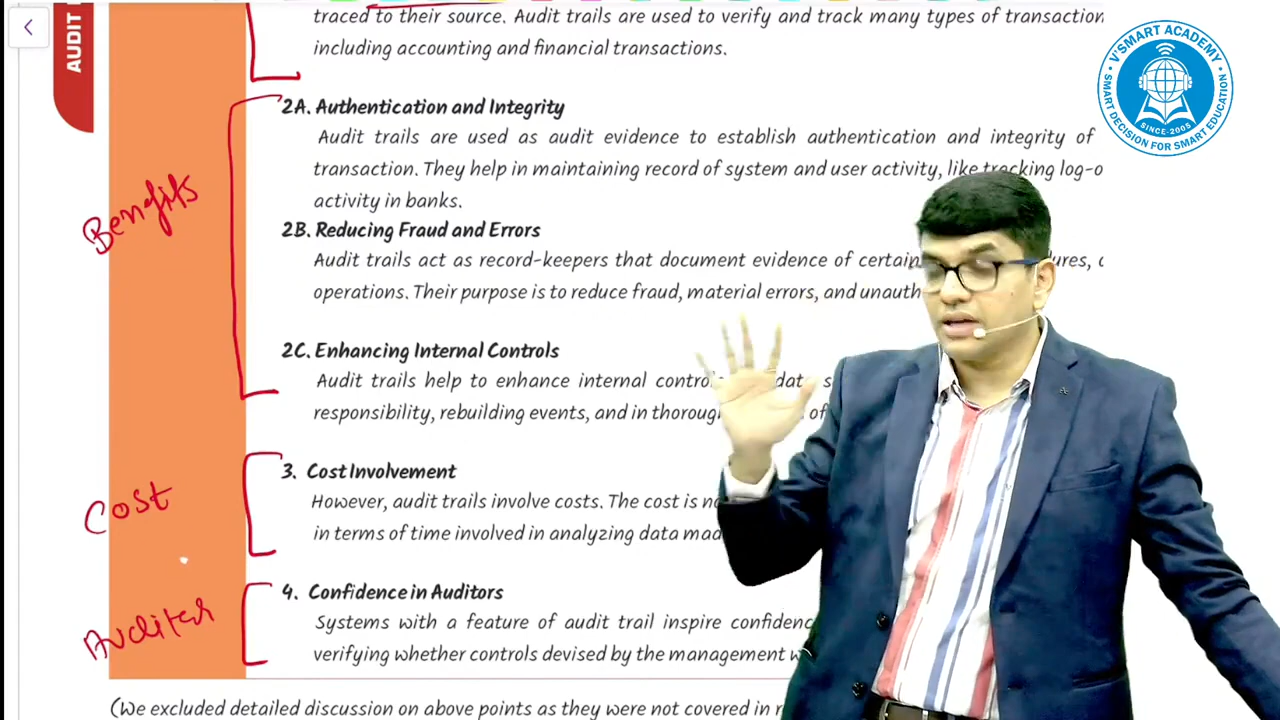 traced to their source. Audit trails are used to verify and track many types of
including accounting and financial transactions.
AUDIT
2A. Authentication and Integrity
Audit trails are used as audit evidence to establish authentication and integrity of
transaction. They help in maintaining record of system and user activity, like tracking
activity in banks.
Benefits
2B. Reducing Fraud and Errors
Audit trails act as record-keepers that document evidence of
operations. Their purpose is to reduce fraud, material errors, and
2C. Enhancing Internal Controls
Audit trails help to enhance internal
responsibility, rebuilding events, and in
3. Cost Involvement
However, audit trails involve costs. The cost is
in terms of time involved in analyzing data
Cost
4. Confidence in Auditors
Systems with a feature of audit trail inspire
verifying whether controls devised by the management
Auditor
(We excluded detailed discussion on above points as they were not covered in
V'SMART ACADEMY
SMART DECISION FOR SMART EDUCATION
SINCE-2005